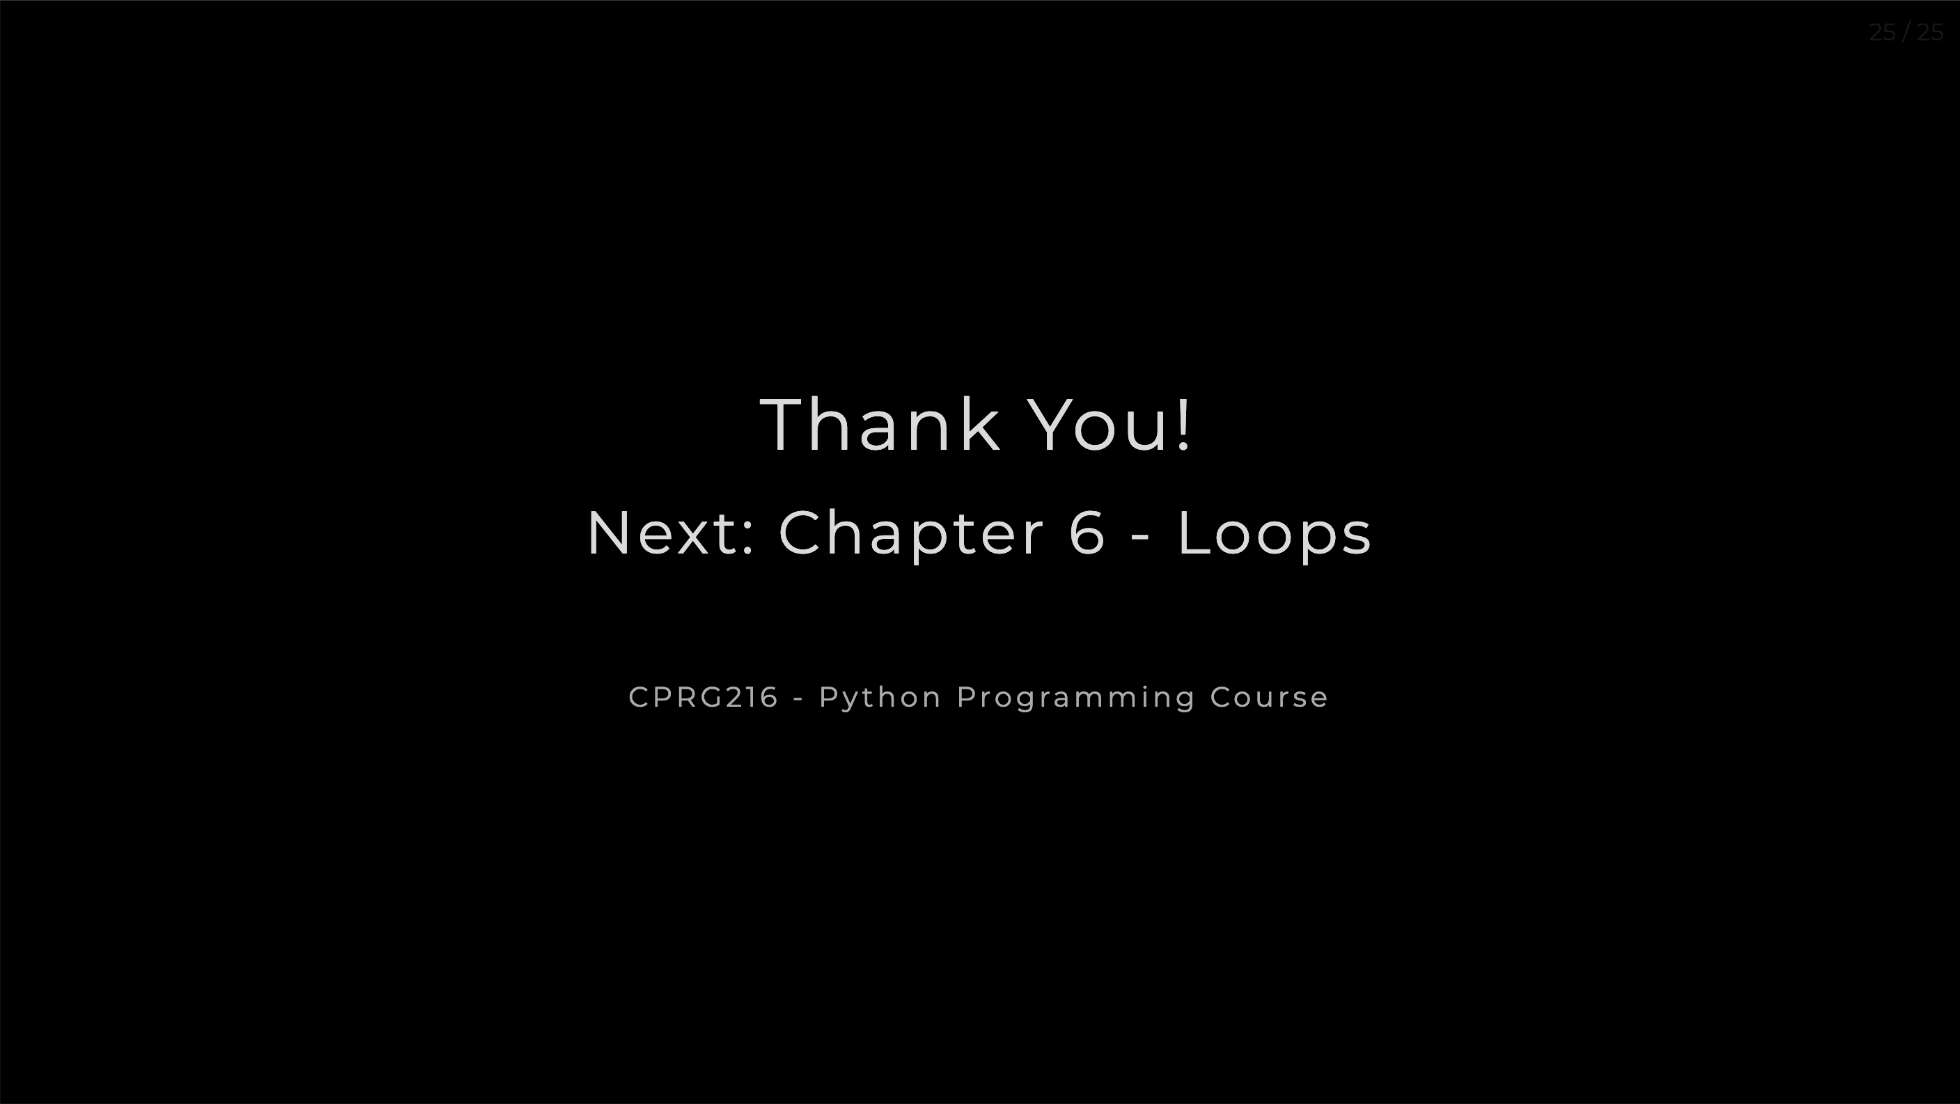 25 / 25
Thank You!
Next: Chapter 6 - Loops
CPRG216 - Python Programming Course